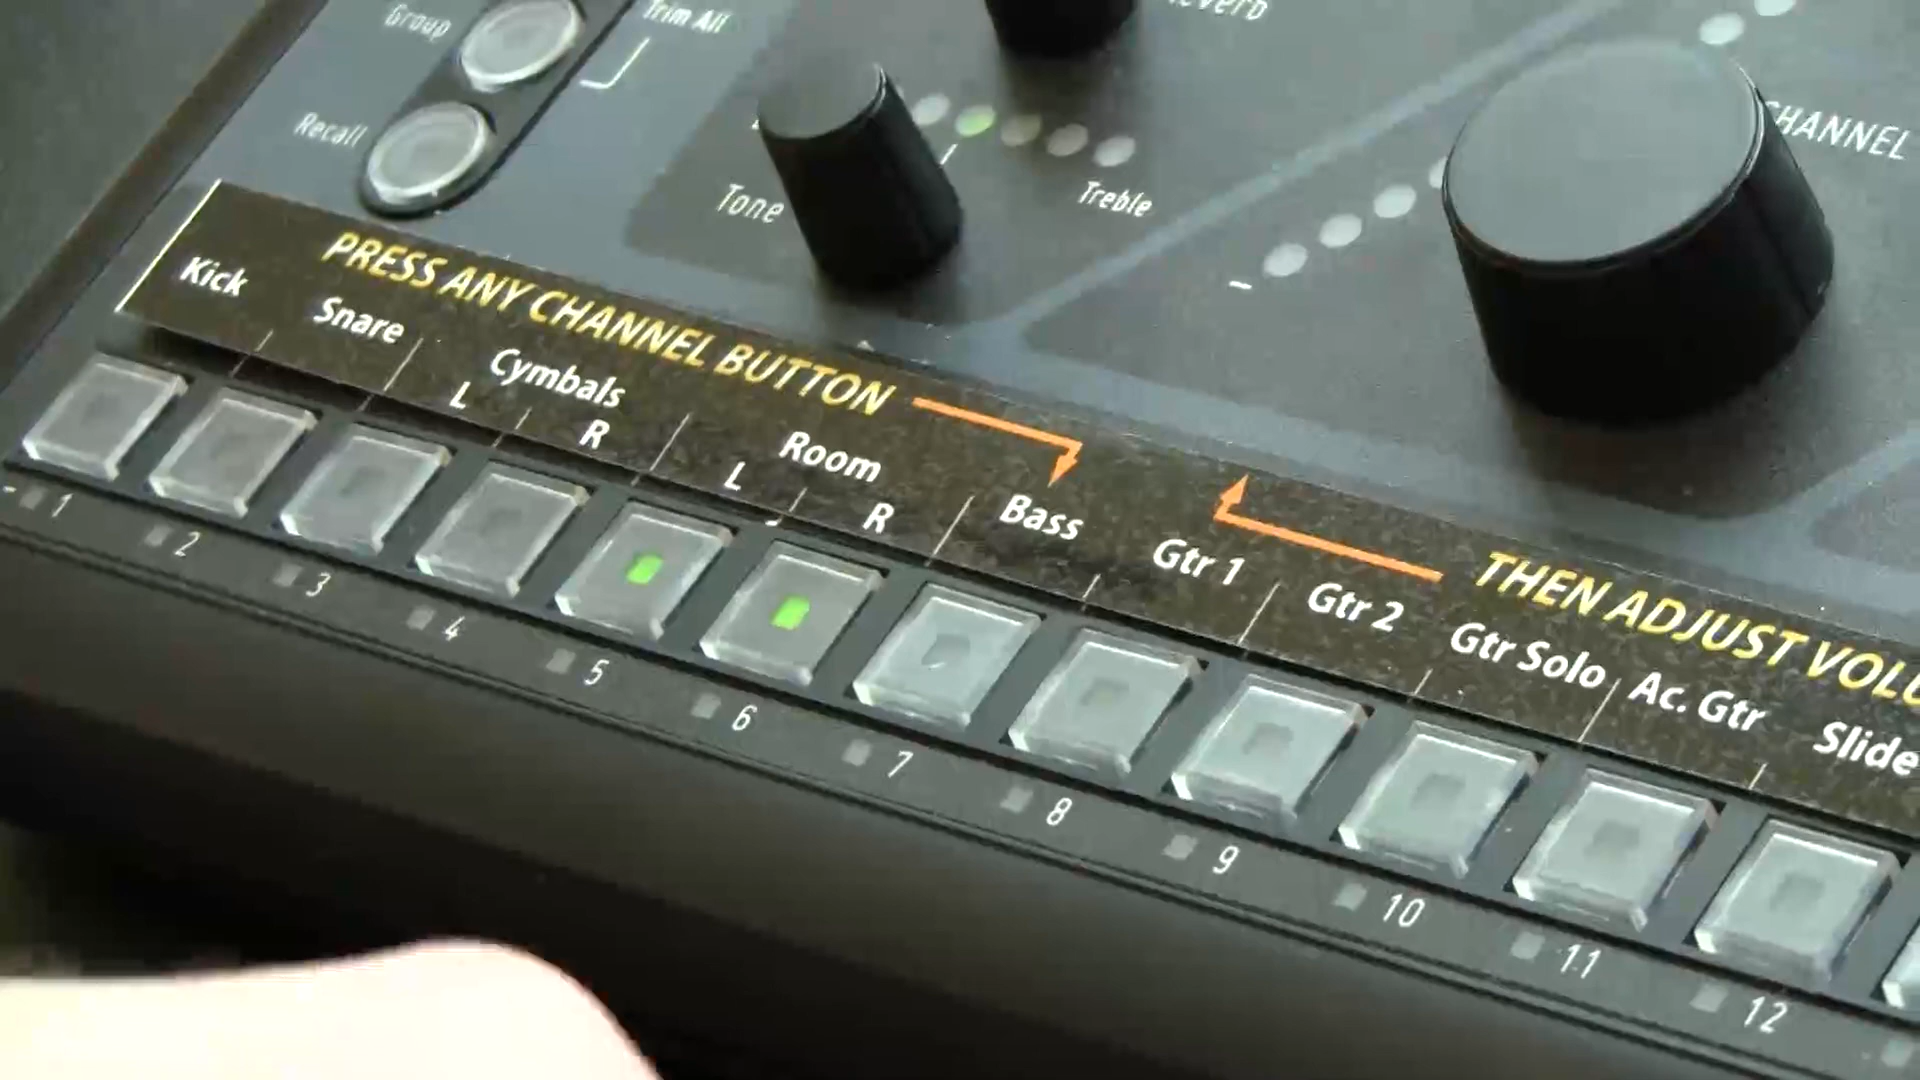 Group
Trim All
Recall
Tone
Treble
CHANNEL
PRESS ANY CHANNEL BUTTON
THEN ADJUST
Kick
Snare
Cymbals
L
R
Room
L
R
Bass
Gtr 1
Gtr 2
Gtr Solo
Ac. Gtr
Slide
1
2
3
4
5
6
7
8
9
10
11
12